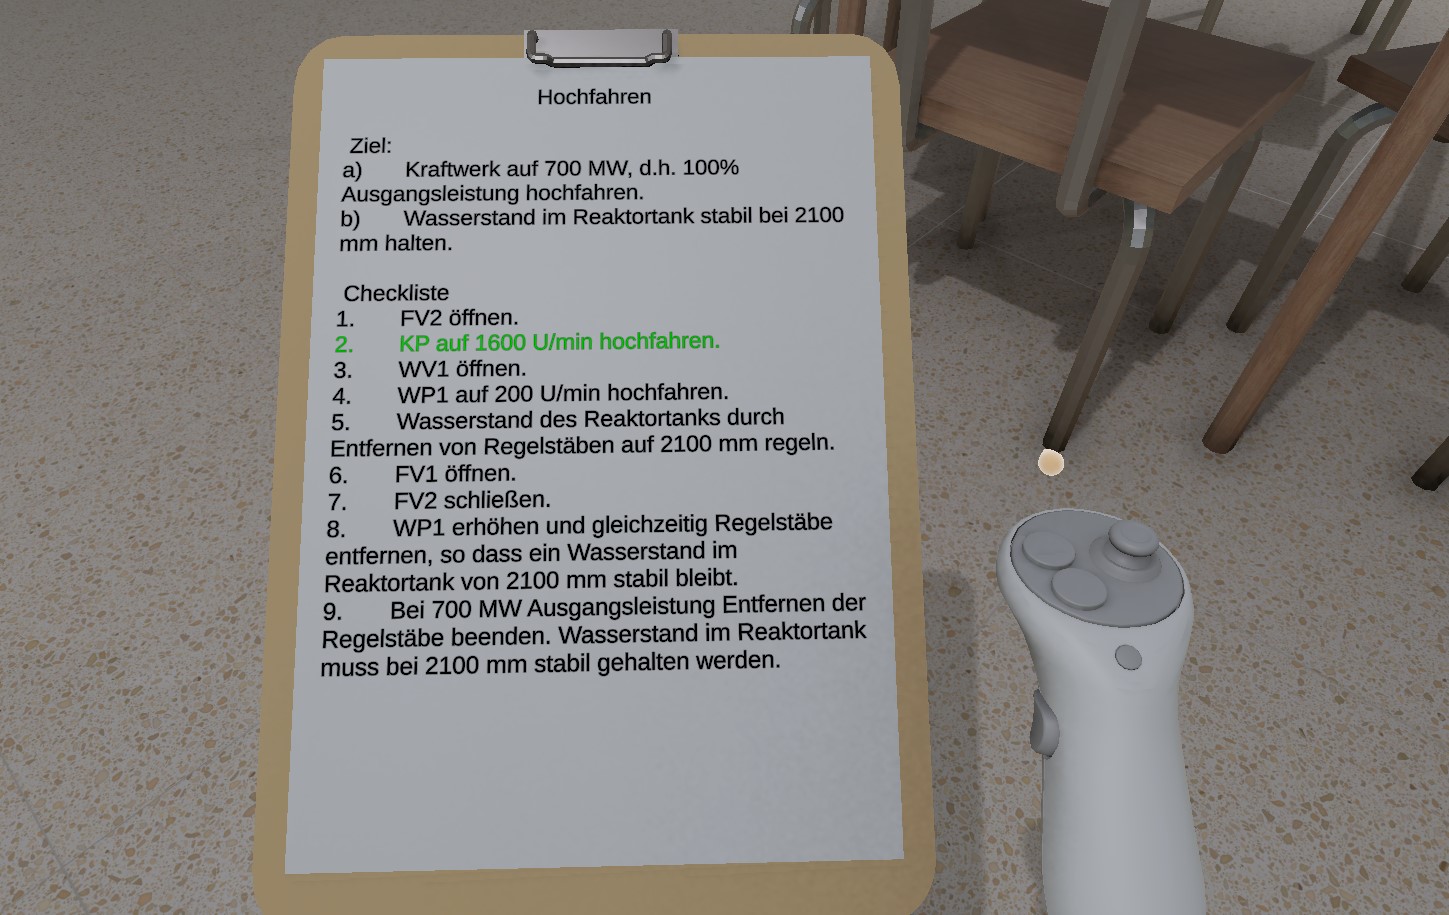 Hochfahren
Ziel:
a) Kraftwerk auf 700 MW, d.h. 100%
Ausgangsleistung hochfahren.
b) Wasserstand im Reaktortank stabil bei 2100
mm halten.
Checkliste
1. FV2 öffnen.
2. KP auf 1600 U/min hochfahren.
3. WV1 öffnen.
4. WP1 auf 200 U/min hochfahren.
5. Wasserstand des Reaktortanks durch
Entfernen von Regelstäben auf 2100 mm regeln.
6. FV1 öffnen.
7. FV2 schließen.
8. WP1 erhöhen und gleichzeitig Regelstäbe
entfernen, so dass ein Wasserstand im
Reaktortank von 2100 mm stabil bleibt.
9. Bei 700 MW Ausgangsleistung Entfernen der
Regelstäbe beenden. Wasserstand im Reaktortank
muss bei 2100 mm stabil gehalten werden.